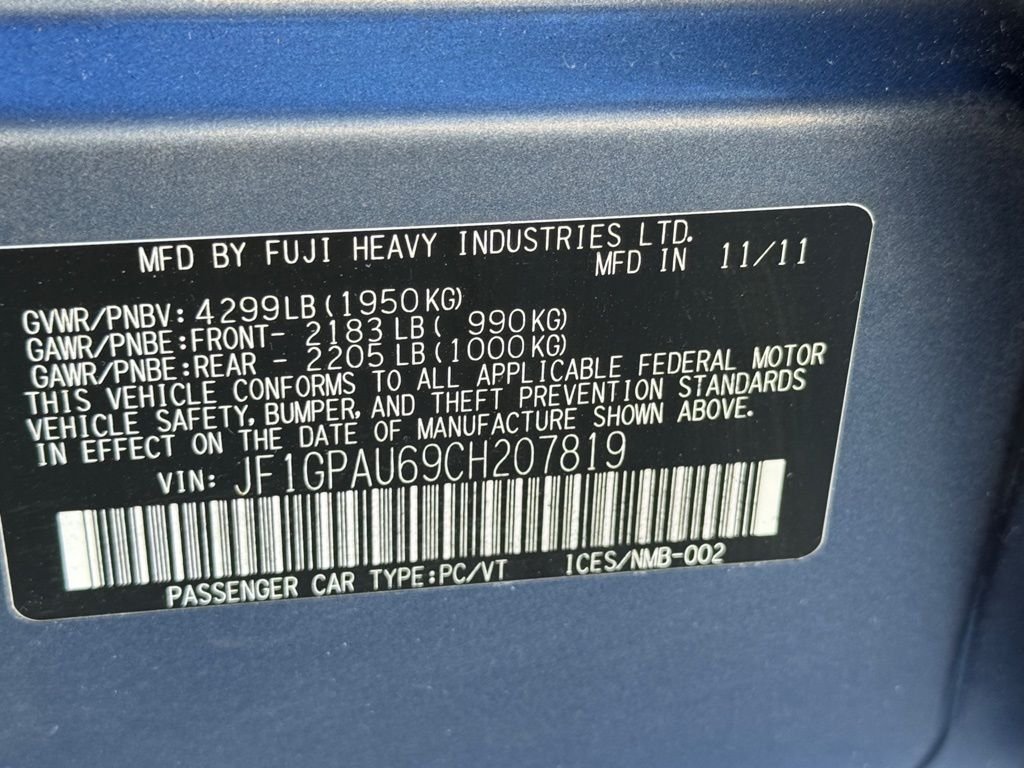 MFD BY FUJI HEAVY INDUSTRIES LTD.
MFD IN 11/11
GVWR/PNBV: 4299LB(1950KG)
GAWR/PNBE:FRONT- 2183LB( 990KG)
GAWR/PNBE:REAR - 2205LB(1000KG)
THIS VEHICLE CONFORMS TO ALL APPLICABLE FEDERAL MOTOR
VEHICLE SAFETY, BUMPER, AND THEFT PREVENTION STANDARDS
IN EFFECT ON THE DATE OF MANUFACTURE SHOWN ABOVE.
VIN: JF1GPAU69CH207819
PASSENGER CAR TYPE:PC/VT ICES/NMB-002